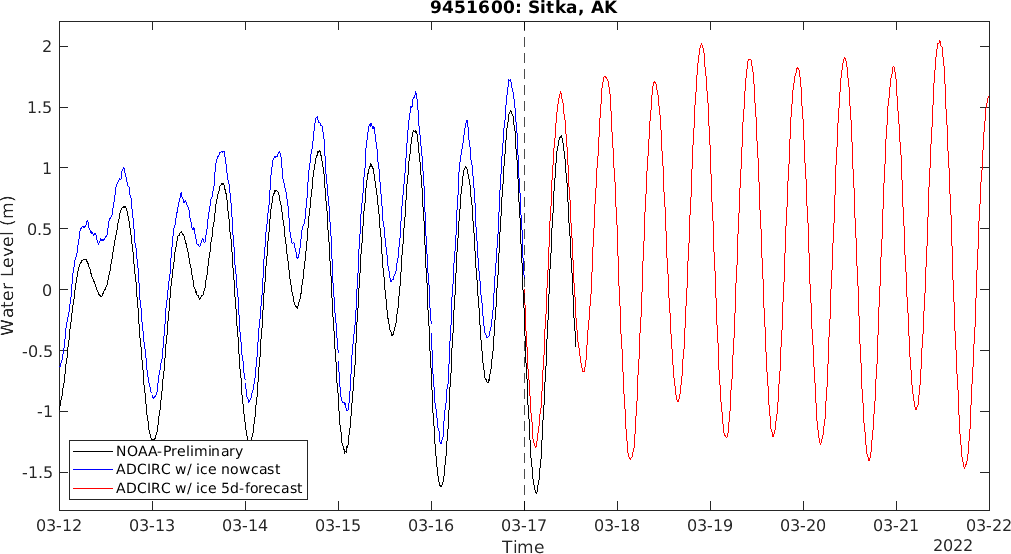 9451600: Sitka, AK
Water Level (m)
2
1.5
1
0.5
0
-0.5
-1
-1.5
NOAA-Preliminary
ADCIRC w/ ice nowcast
ADCIRC w/ ice 5d-forecast
03-12 03-13 03-14 03-15 03-16 03-17 03-18 03-19 03-20 03-21 03-22
Time
2022